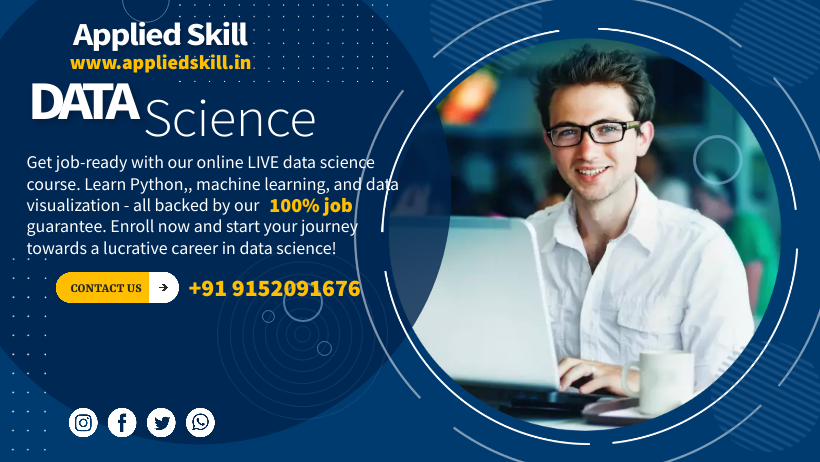 Applied Skill
www.appliedskill.in
DATA Science
Get job-ready with our online LIVE data science
course. Learn Python,, machine learning, and data
visualization - all backed by our 100% job
guarantee. Enroll now and start your journey
towards a lucrative career in data science!
CONTACT US
+91 9152091676